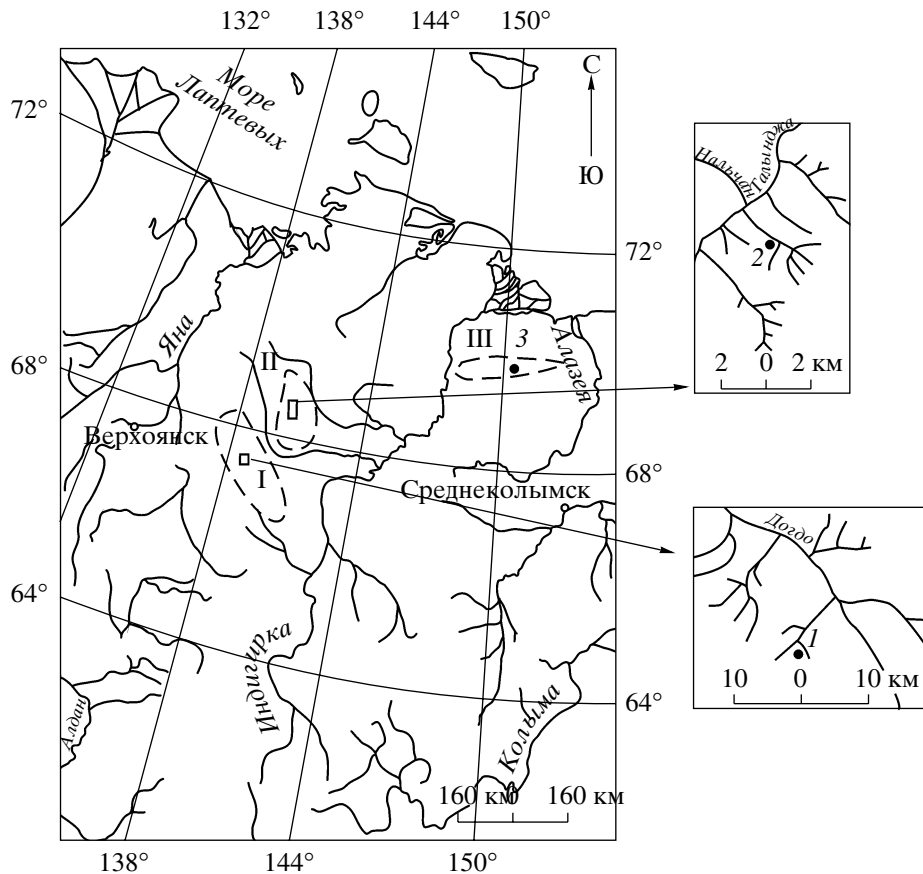 132° 138° 144° 150°
Море
Лаптевых
С
Ю
72°
72°
Яна
68°
II
III 3
Алазея
Верхоянск
I
68°
Среднеколымск
64°
64°
Индигирка
Колыма
Алдан
160 км 0 160 км
138° 144° 150°
Нальчан
Талынджа
2
2 0 2 км
Догдо
1
10 0 10 км